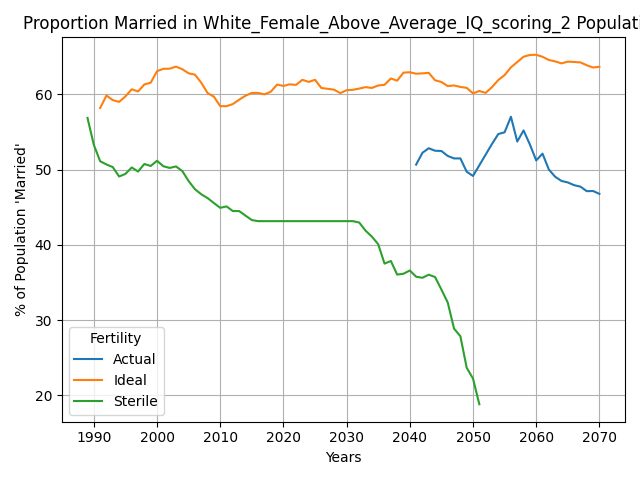 Proportion Married in White_Female_Above_Average_IQ_scoring_2 Populati
% of Population 'Married'
60
50
40
30
20
Fertility
Actual
Ideal
Sterile
1990 2000 2010 2020 2030 2040 2050 2060 2070
Years